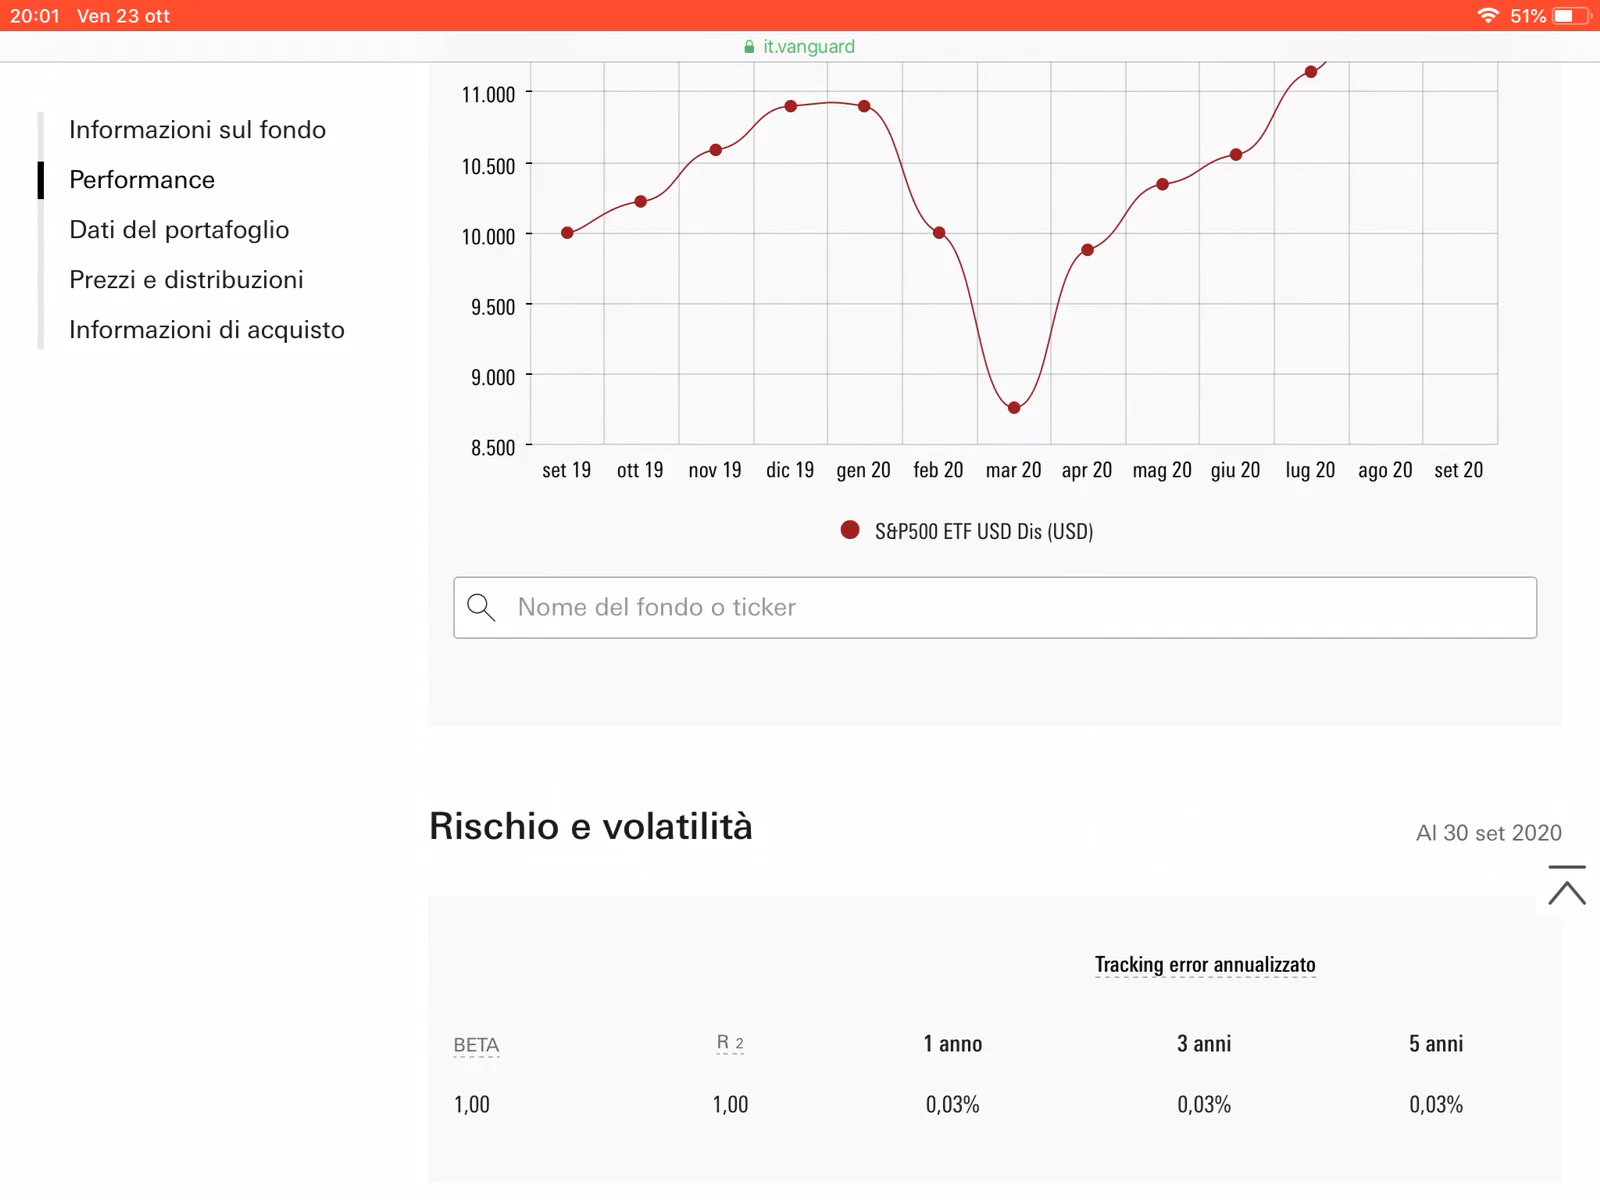 20:01 Ven 23 ott 51%
it.vanguard
Informazioni sul fondo
Performance
Dati del portafoglio
Prezzi e distribuzioni
Informazioni di acquisto
11.000
10.500
10.000
9.500
9.000
8.500
set 19 ott 19 nov 19 dic 19 gen 20 feb 20 mar 20 apr 20 mag 20 giu 20 lug 20 ago 20 set 20
S&P500 ETF USD Dis (USD)
Nome del fondo o ticker
Rischio e volatilità Al 30 set 2020
Tracking error annualizzato
BETA R 2 1 anno 3 anni 5 anni
1,00 1,00 0,03% 0,03% 0,03%